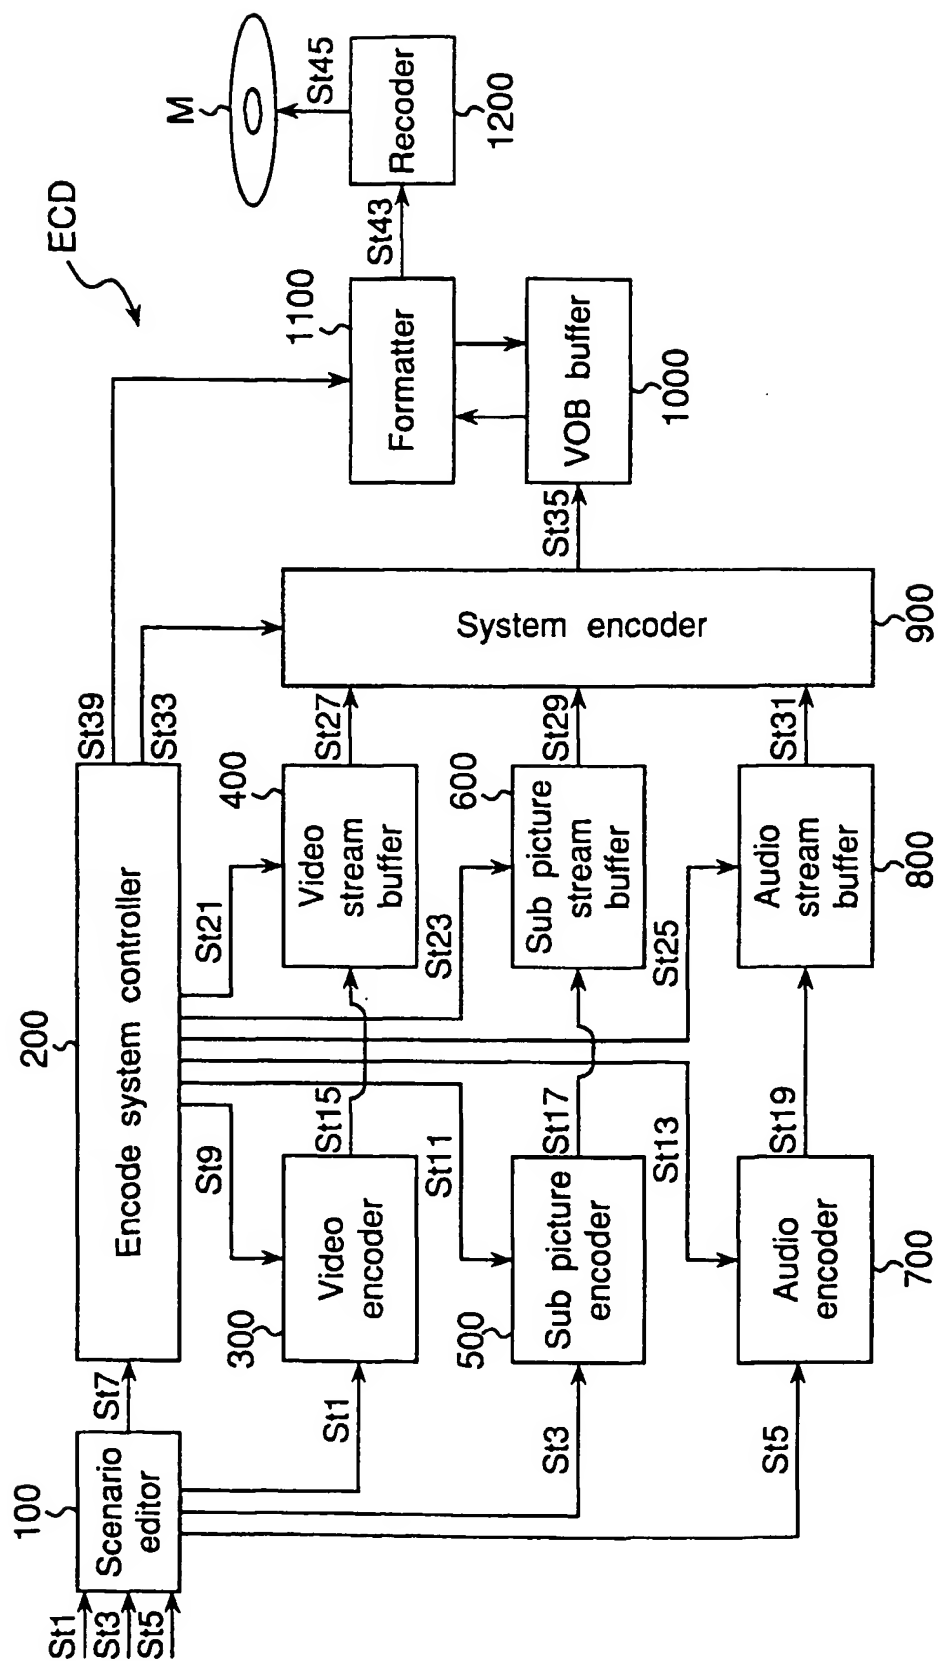 ECD
M
St45
Recoder
1200
St43
1100
Formatter
VOB buffer
1000
St35
St39
St33
System encoder
900
200
Encode system controller
St21
400
Video
stream
buffer
St27
St23
600
Sub picture
stream
buffer
St29
St25
Audio
stream
buffer
800
St31
St9
300
Video
encoder
St15
St11
500
Sub picture
encoder
St17
St13
Audio
encoder
700
St19
St7
100
Scenario
editor
St1
St3
St5
St1
St3
St5